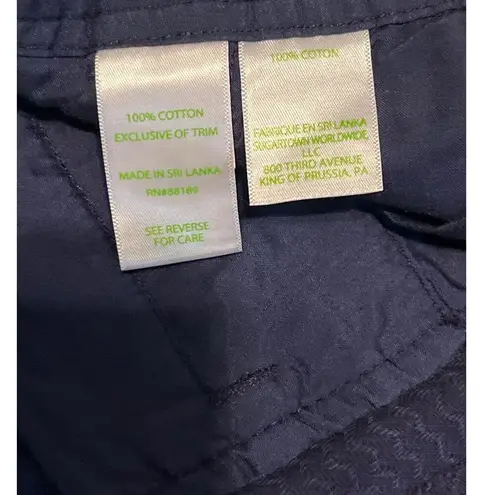 100% COTTON
EXCLUSIVE OF TRIM
MADE IN SRI LANKA
RN#88189
SEE REVERSE
FOR CARE
100% COTTON
FABRIQUE EN SRI LANKA
SUGARTOWN WORLDWIDE,
LLC
800 THIRD AVENUE
KING OF PRUSSIA, PA